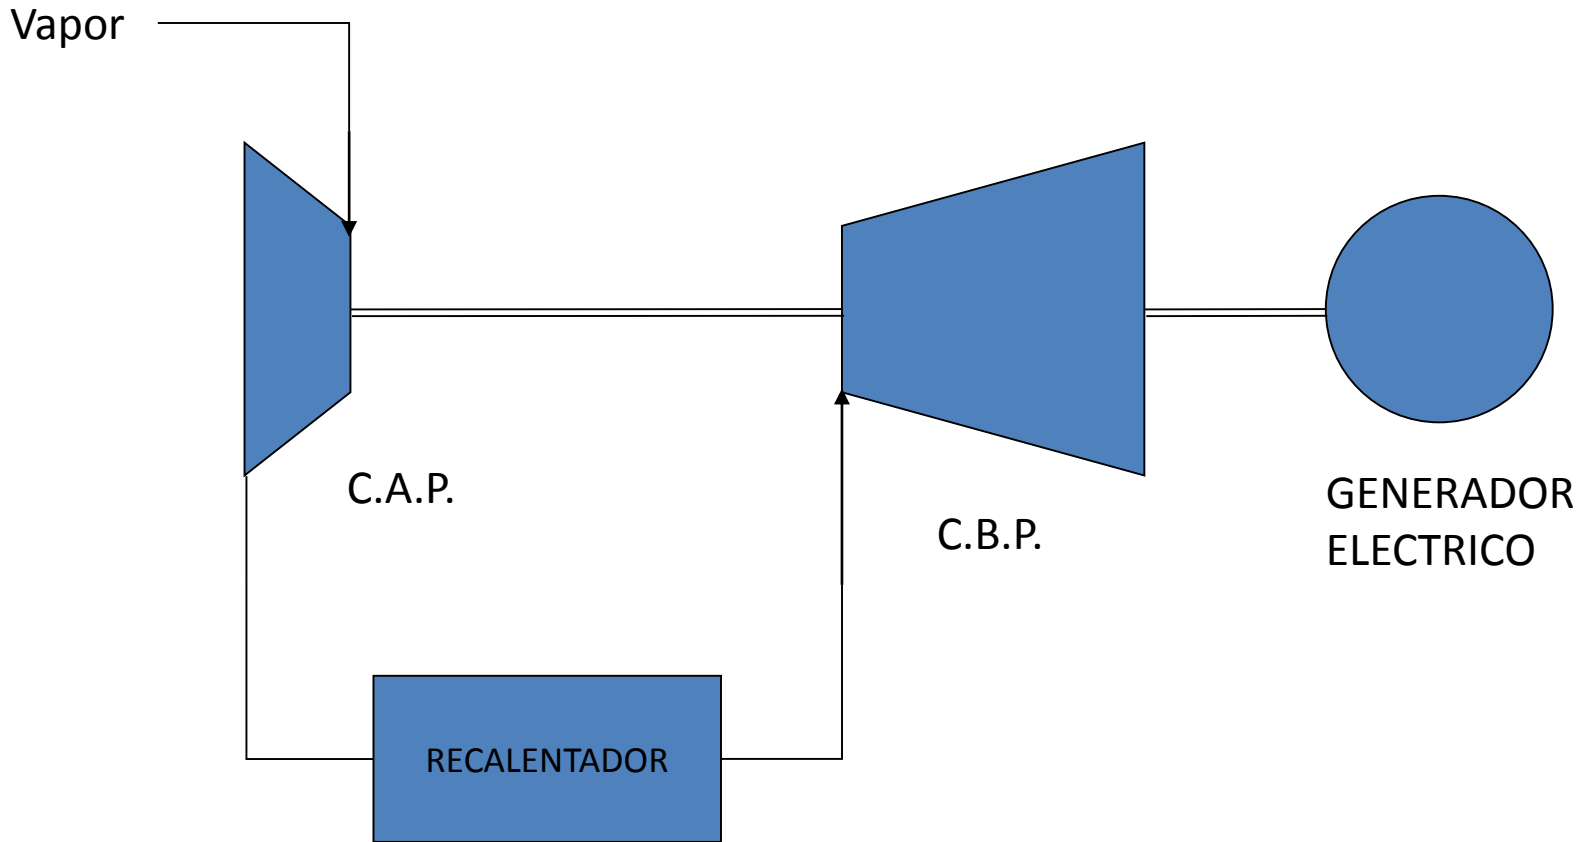 Vapor
C.A.P.
C.B.P.
GENERADOR
ELECTRICO
RECALENTADOR